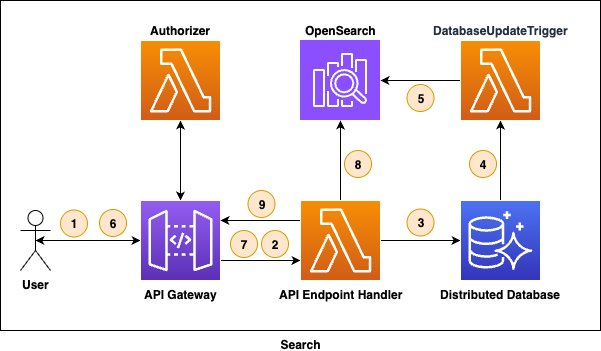 Authorizer
OpenSearch
DatabaseUpdateTrigger
5
8
4
9
1
6
3
7
2
User
API Gateway
API Endpoint Handler
Distributed Database
Search